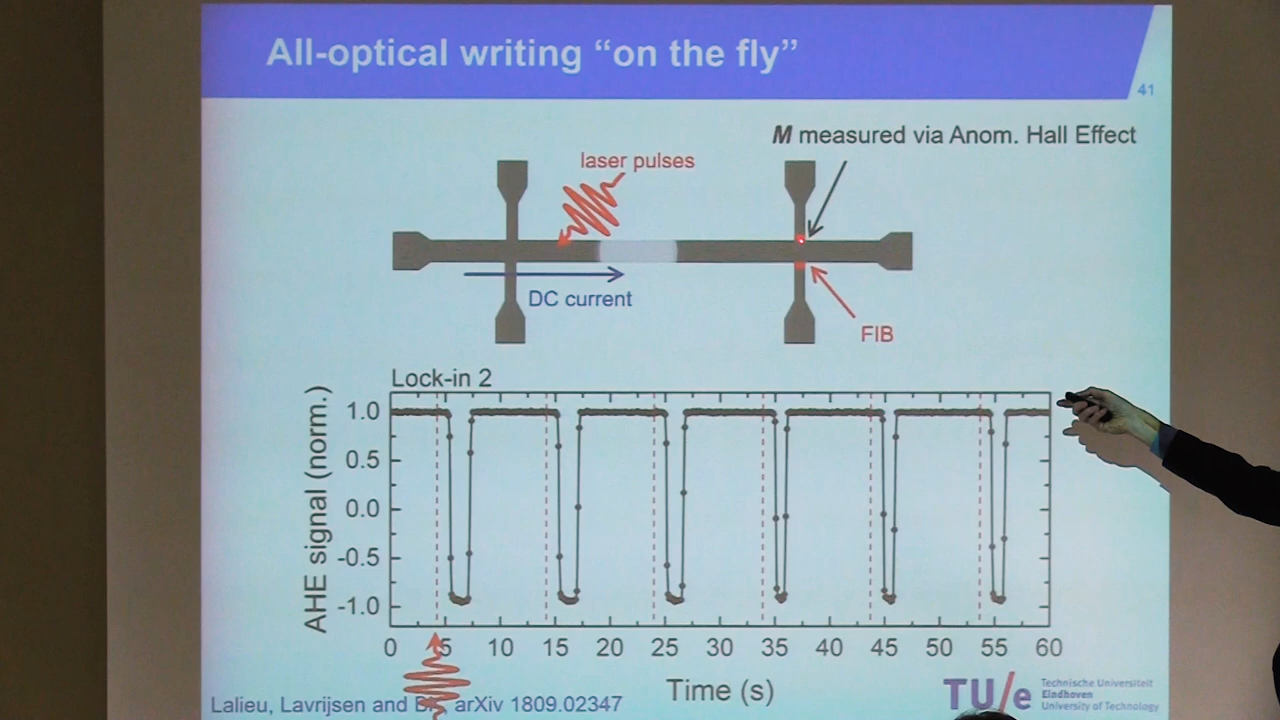 All-optical writing “on the fly”
41
M measured via Anom. Hall Effect
laser pulses
DC current
FIB
Lock-in 2
AHE signal (norm.)
1.0
0.5
0.0
-0.5
-1.0
0 5 10 15 20 25 30 35 40 45 50 55 60
Time (s)
Lalieu, Lavrijsen and arXiv 1809.02347
TU/e
Technische Universiteit
Eindhoven
University of Technology